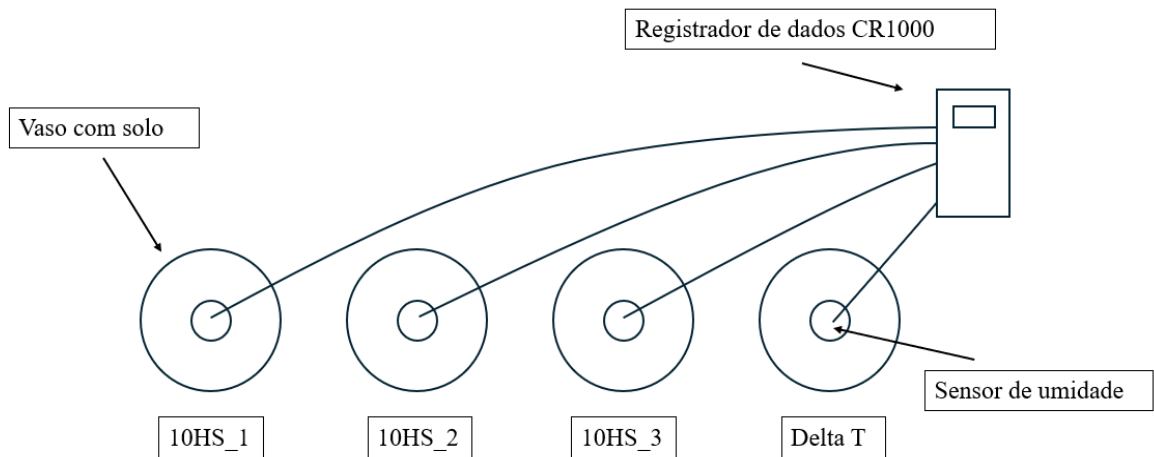 Registrador de dados CR1000
Vaso com solo
Sensor de umidade
10HS_1
10HS_2
10HS_3
Delta T